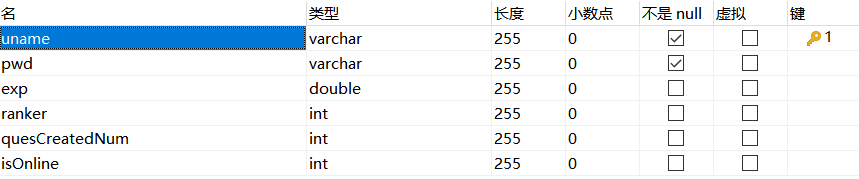 名 类型 长度 小数点 不是 null 虚拟 键
uname varchar 255 0 1
pwd varchar 255 0
exp double 255 0
ranker int 255 0
quesCreatedNum int 255 0
isOnline int 255 0